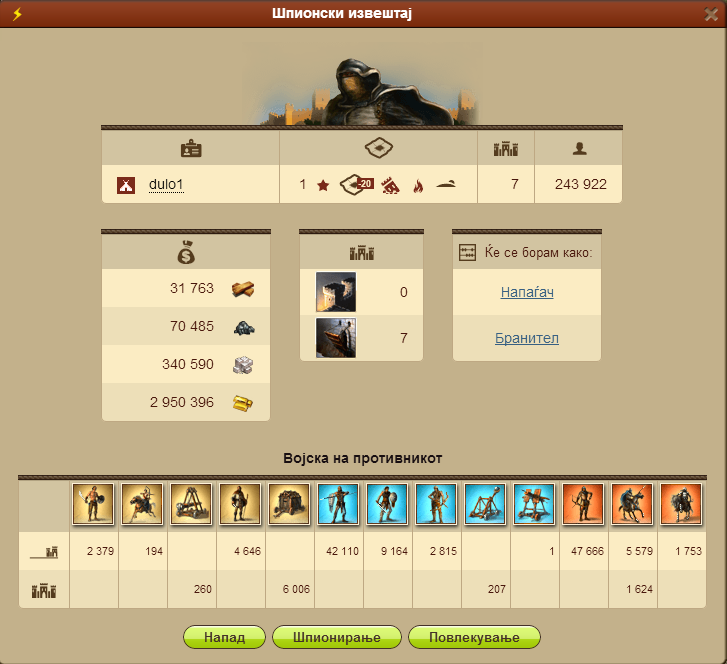 Шпионски извештај
dulo1
1
20
7
243 922
31 763
70 485
340 590
2 950 396
0
7
Ќе се борам како:
Напаѓач
Бранител
Војска на противникот
2 379 194 4 646 42 110 9 164 2 815 1 47 666 5 579 1 753
260 6 006 207 1 624
Напад Шпионирање Повлекување